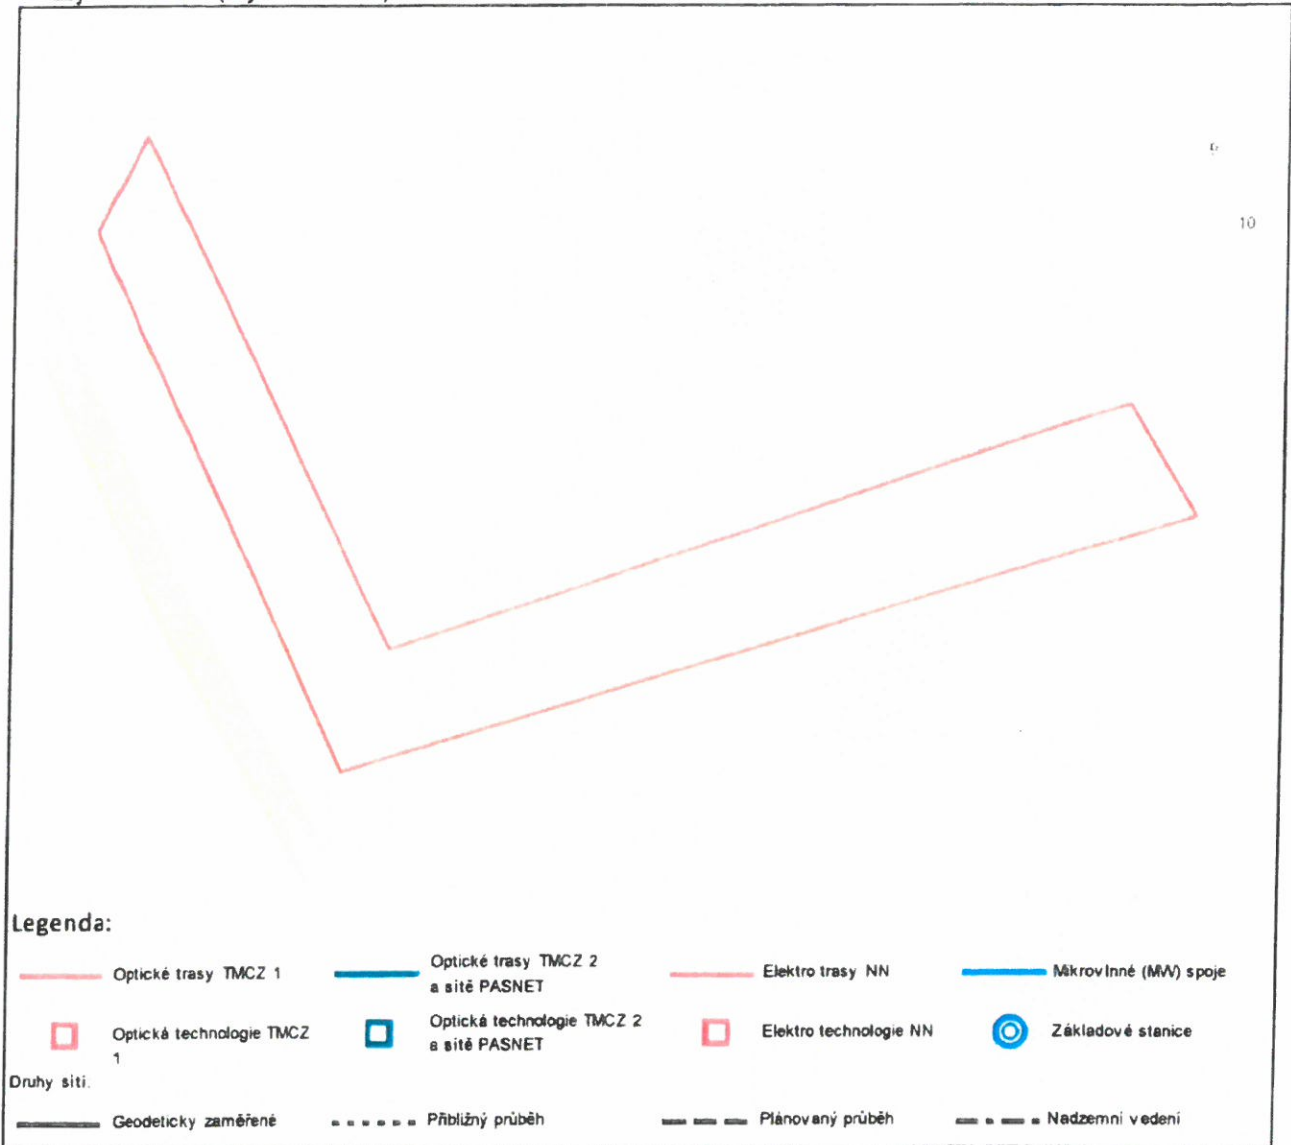 10
Legenda:
Optické trasy TMCZ 1
Optické trasy TMCZ 2
a sítě PASNET
Elektro trasy NN
Mikrovlnné (MW) spoje
Optická technologie TMCZ
1
Optická technologie TMCZ 2
a sítě PASNET
Elektro technologie NN
Základové stanice
Druhy sítí:
Geodeticky zaměřené
Přibližný průběh
Plánovaný průběh
Nadzemní vedení